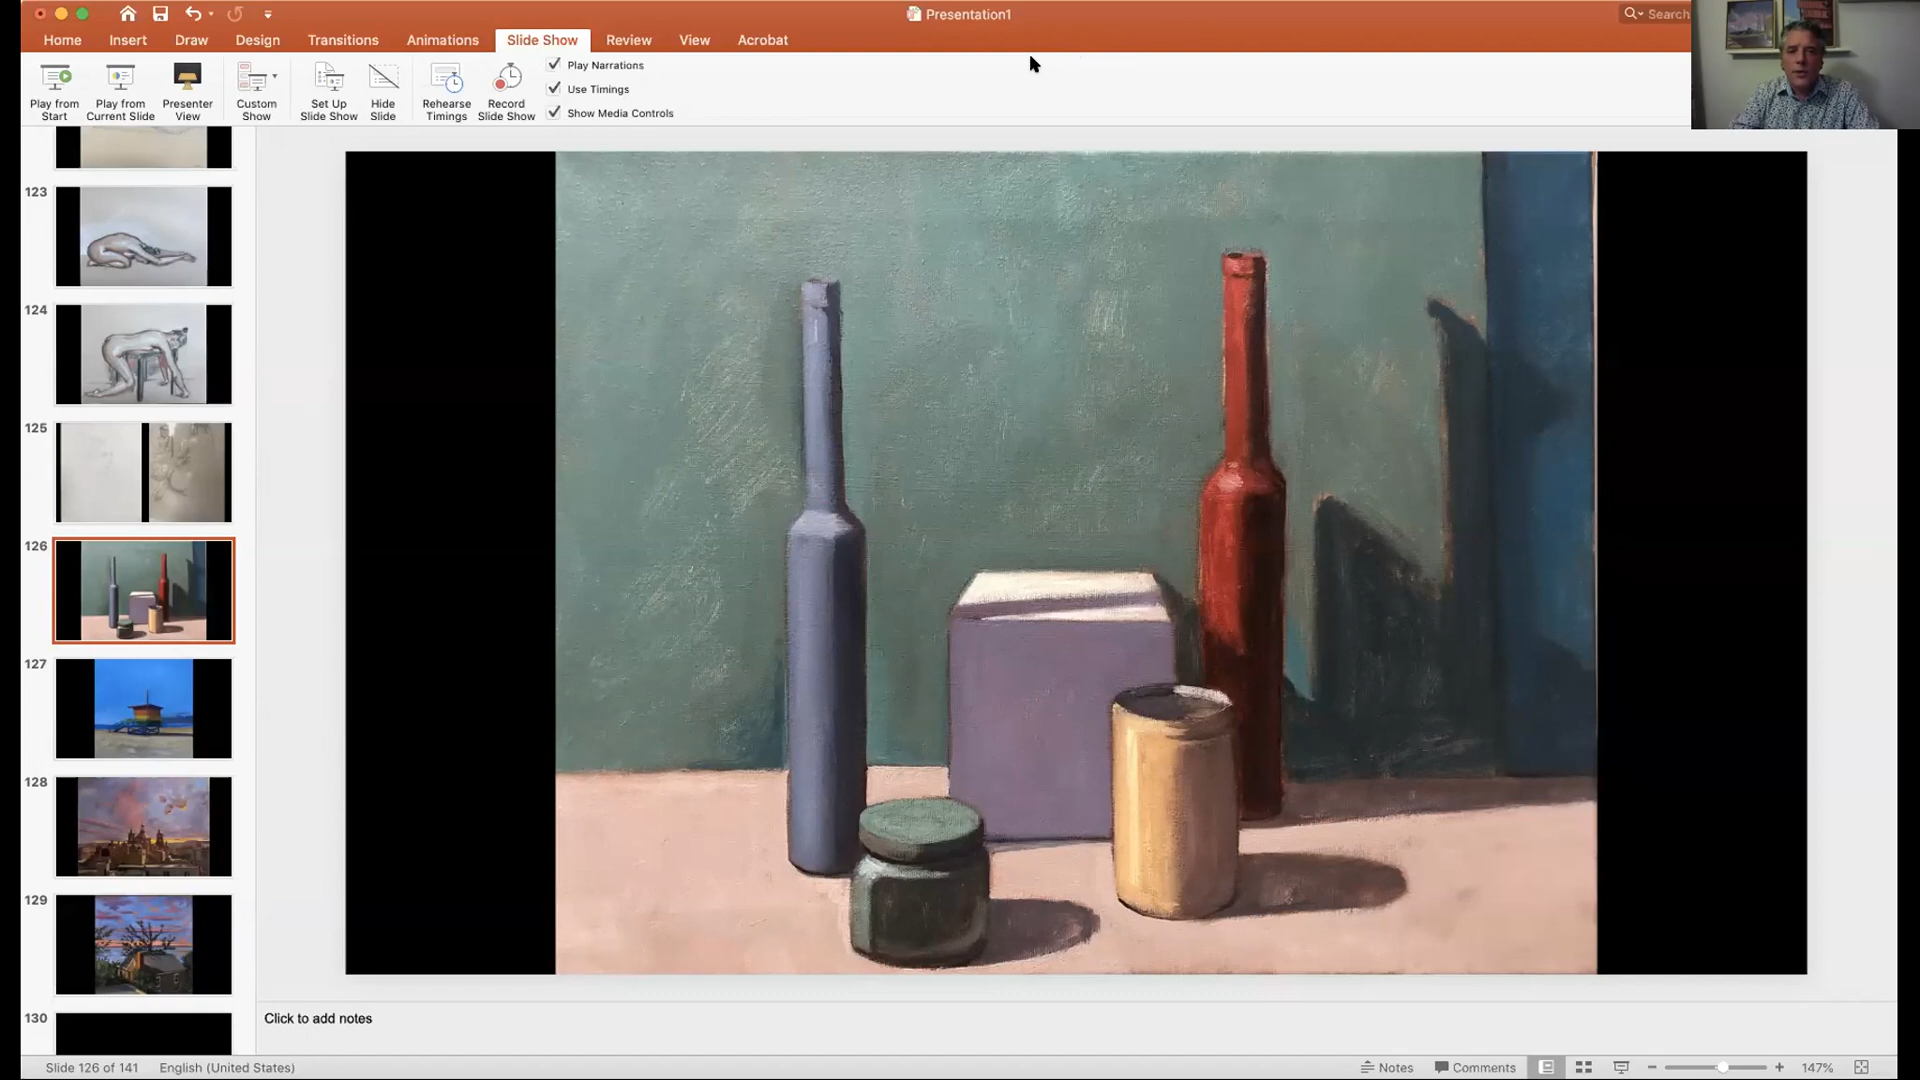 Presentation1
Search
Home Insert Draw Design Transitions Animations Slide Show Review View Acrobat
Play from Start
Play from Current Slide
Presenter View
Custom Show
Set Up Slide Show
Hide Slide
Rehearse Timings
Record Slide Show
Play Narrations
Use Timings
Show Media Controls
123
124
125
126
127
128
129
130
Click to add notes
Slide 126 of 141 English (United States) Notes Comments 147%